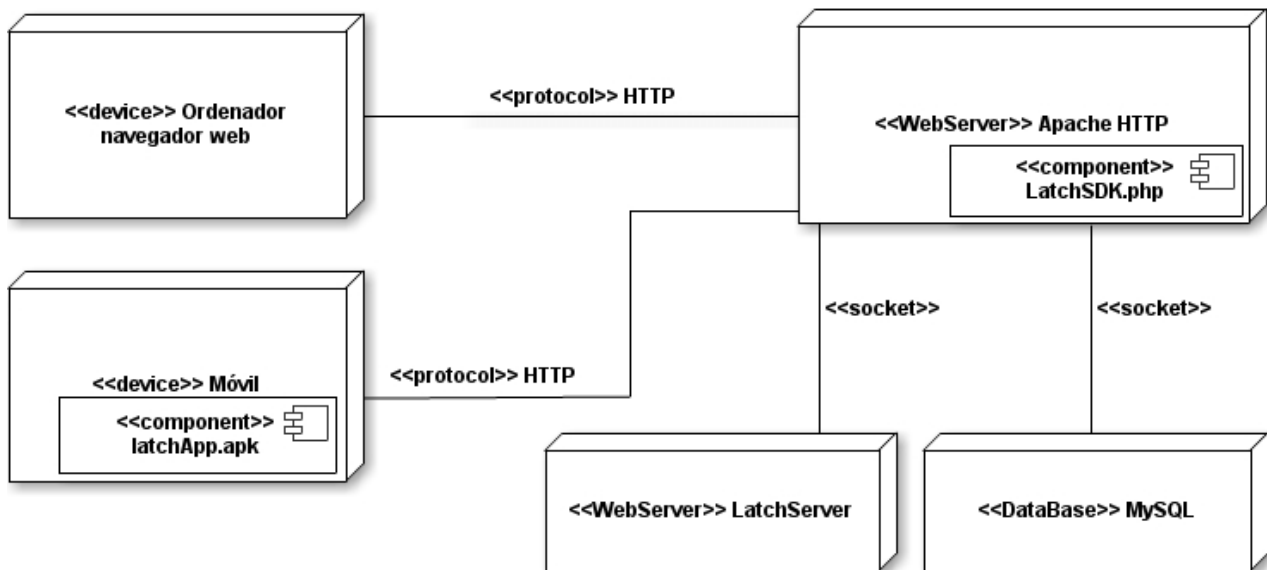 <<device>> Ordenador
navegador web
<<protocol>> HTTP
<<WebServer>> Apache HTTP
<<component>>
LatchSDK.php
<<device>> Móvil
<<component>>
latchApp.apk
<<protocol>> HTTP
<<socket>>
<<socket>>
<<WebServer>> LatchServer
<<DataBase>> MySQL